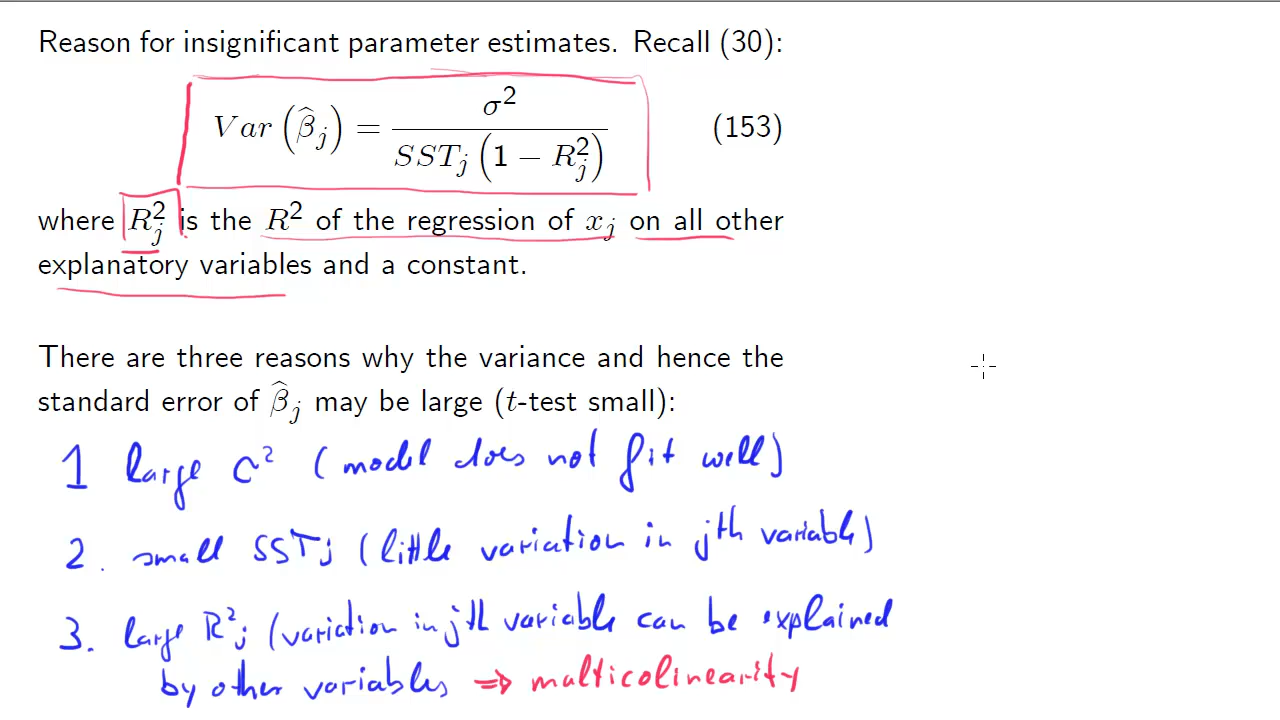 Reason for insignificant parameter estimates. Recall (30):
Var(β̂_j) = σ² / SST_j (1 − R²_j) (153)
where R²_j is the R² of the regression of x_j on all other
explanatory variables and a constant.
There are three reasons why the variance and hence the
standard error of β̂_j may be large (t-test small):
1 large σ² (model does not fit well)
2. small SSTj (little variation in jth variable)
3. large R²j (variation in jth variable can be explained
by other variables ⇒ multicolinearity